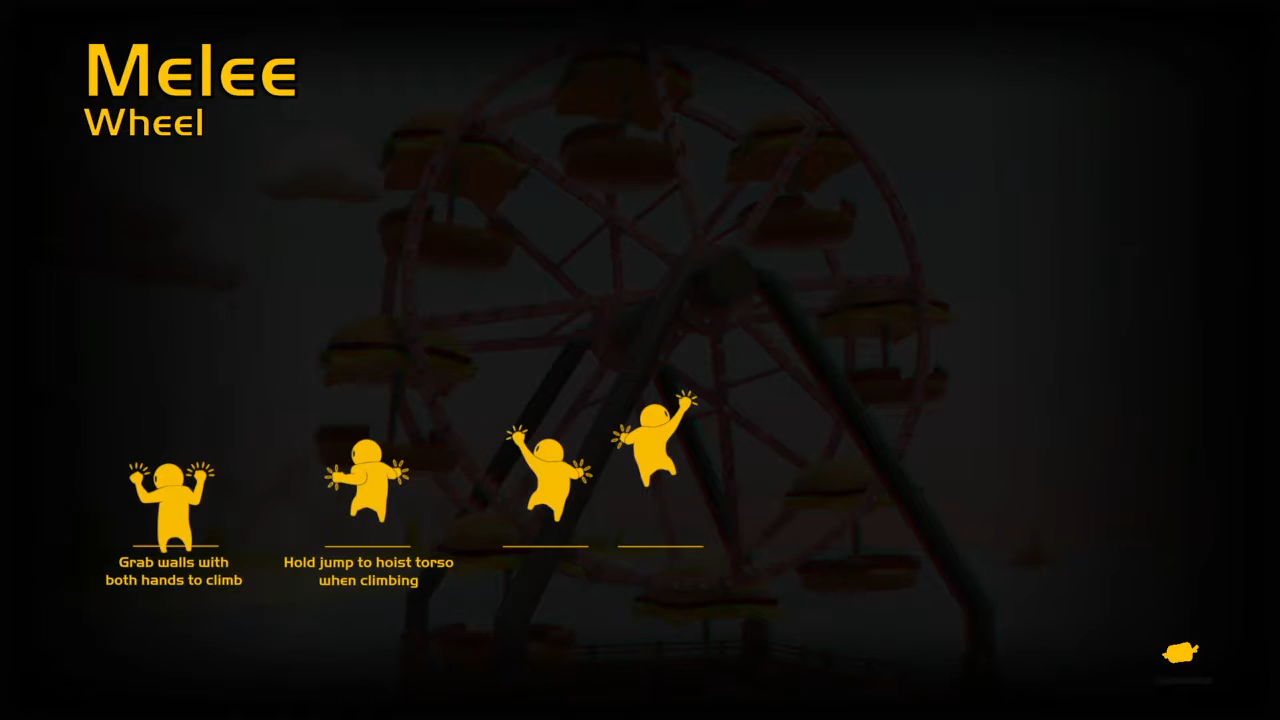 Melee
Wheel
Grab walls with
both hands to climb
Hold jump to hoist torso
when climbing